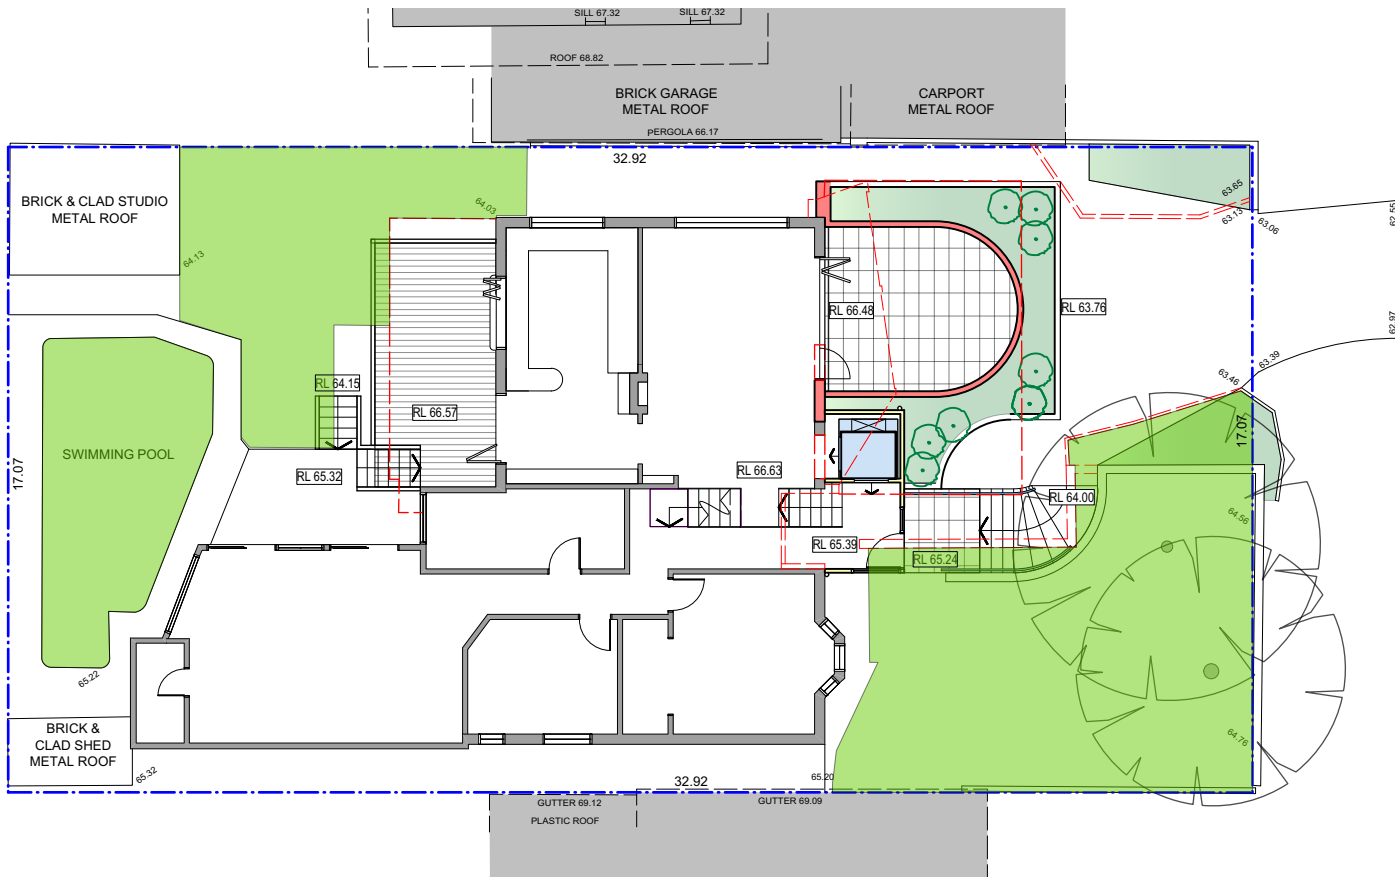 SILL 67.32
SILL 67.32
ROOF 68.82
BRICK GARAGE
METAL ROOF
CARPORT
METAL ROOF
PERGOLA 66.17
32.92
BRICK & CLAD STUDIO
METAL ROOF
64.03
63.65
63.13
63.06
62.55
64.13
RL 66.48
RL 63.76
62.97
63.39
63.46
RL 64.15
RL 66.57
17.07
SWIMMING POOL
RL 65.32
RL 66.63
17.07
RL 64.00
64.56
RL 65.39
RL 65.24
65.22
BRICK &
CLAD SHED
METAL ROOF
64.76
65.32
32.92
65.20
GUTTER 69.12
GUTTER 69.09
PLASTIC ROOF